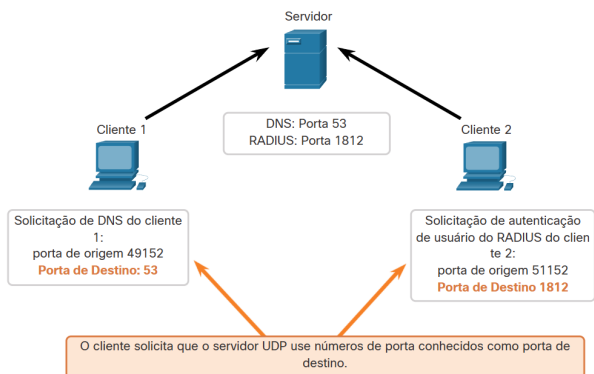 Servidor
Cliente 1
DNS: Porta 53
RADIUS: Porta 1812
Cliente 2
Solicitação de DNS do cliente
1:
porta de origem 49152
Porta de Destino: 53
Solicitação de autenticação
de usuário do RADIUS do clien
te 2:
porta de origem 51152
Porta de Destino 1812
O cliente solicita que o servidor UDP use números de porta conhecidos como porta de
destino.